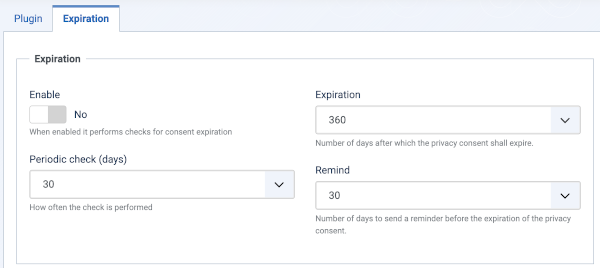 Plugin
Expiration
Expiration
Enable
No
When enabled it performs checks for consent expiration
Periodic check (days)
30
How often the check is performed
Expiration
360
Number of days after which the privacy consent shall expire.
Remind
30
Number of days to send a reminder before the expiration of the privacy
consent.